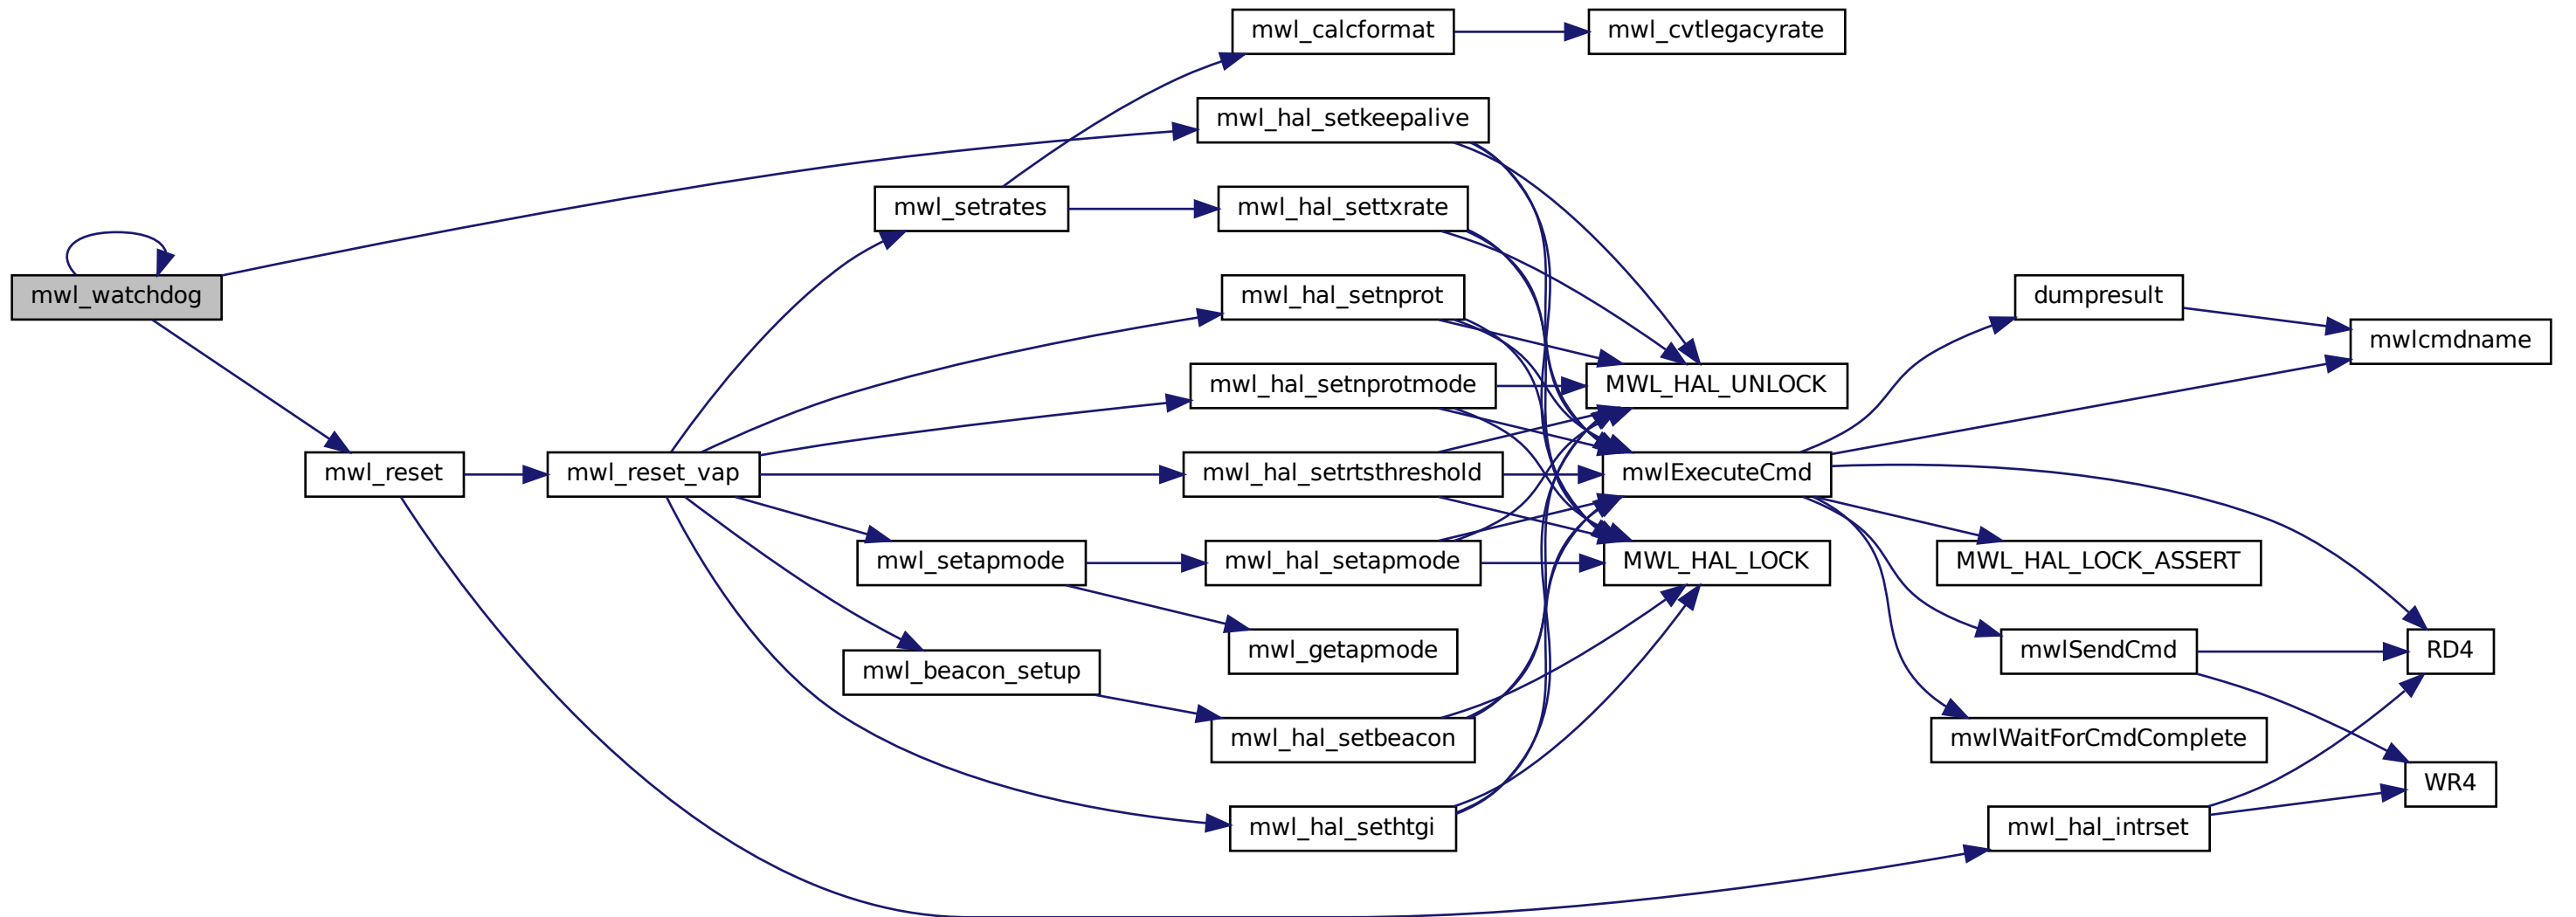 mwl_calcformat
mwl_cvtlegacyrate
mwl_hal_setkeepalive
mwl_setrates
mwl_hal_settxrate
mwl_watchdog
mwl_hal_setnprot
dumpresult
mwlcmdname
mwl_hal_setnprotmode
MWL_HAL_UNLOCK
mwl_reset
mwl_reset_vap
mwl_hal_setrtsthreshold
mwlExecuteCmd
mwl_setapmode
mwl_hal_setapmode
MWL_HAL_LOCK
MWL_HAL_LOCK_ASSERT
mwl_getapmode
mwlSendCmd
RD4
mwl_beacon_setup
mwl_hal_setbeacon
mwlWaitForCmdComplete
WR4
mwl_hal_sethtgi
mwl_hal_intrset